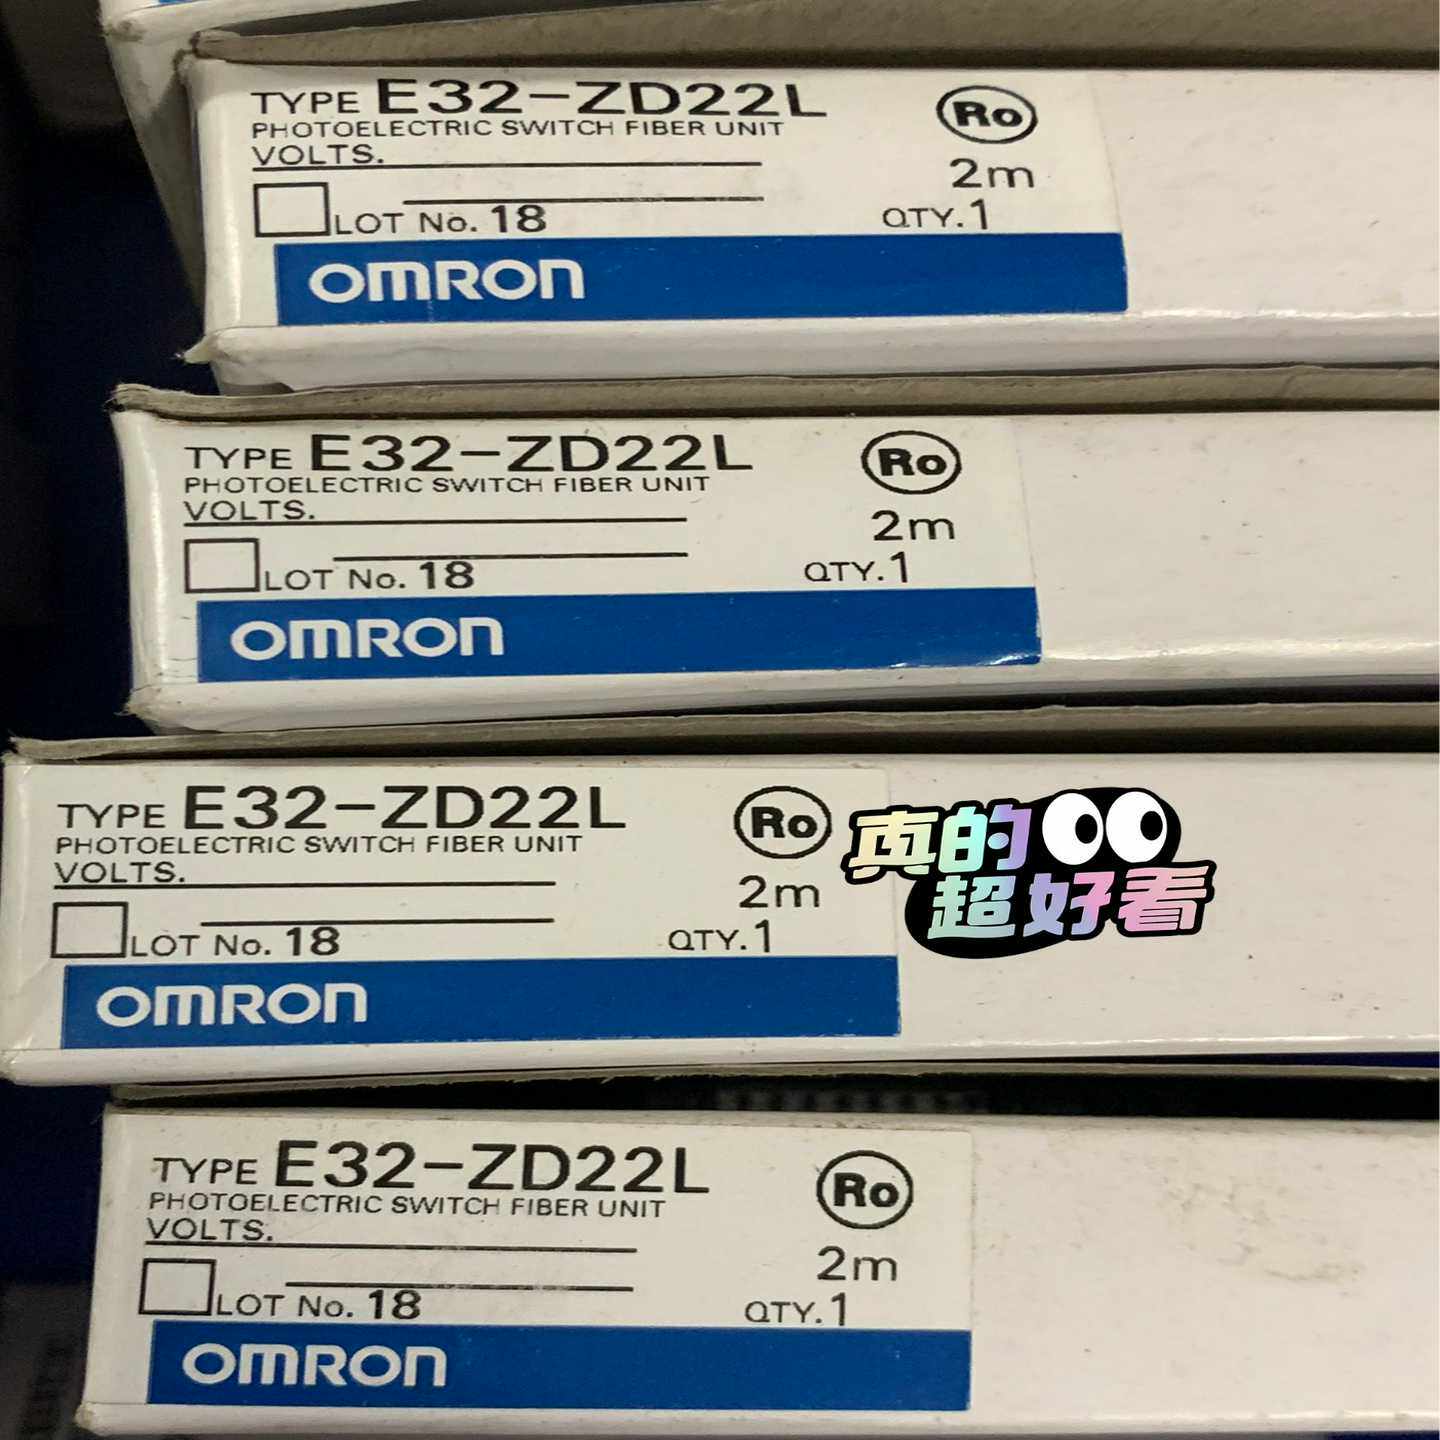 TYPE E32-ZD22L
PHOTOELECTRIC SWITCH FIBER UNIT
VOLTS.
LOT No. 18
Ro
2m
QTY.1
OMRON
TYPE E32-ZD22L
PHOTOELECTRIC SWITCH FIBER UNIT
VOLTS.
LOT No. 18
Ro
2m
QTY.1
OMRON
TYPE E32-ZD22L
PHOTOELECTRIC SWITCH FIBER UNIT
VOLTS.
LOT No. 18
Ro
2m
QTY.1
OMRON
真的
超好看
TYPE E32-ZD22L
PHOTOELECTRIC SWITCH FIBER UNIT
VOLTS.
LOT No. 18
Ro
2m
QTY.1
OMRON